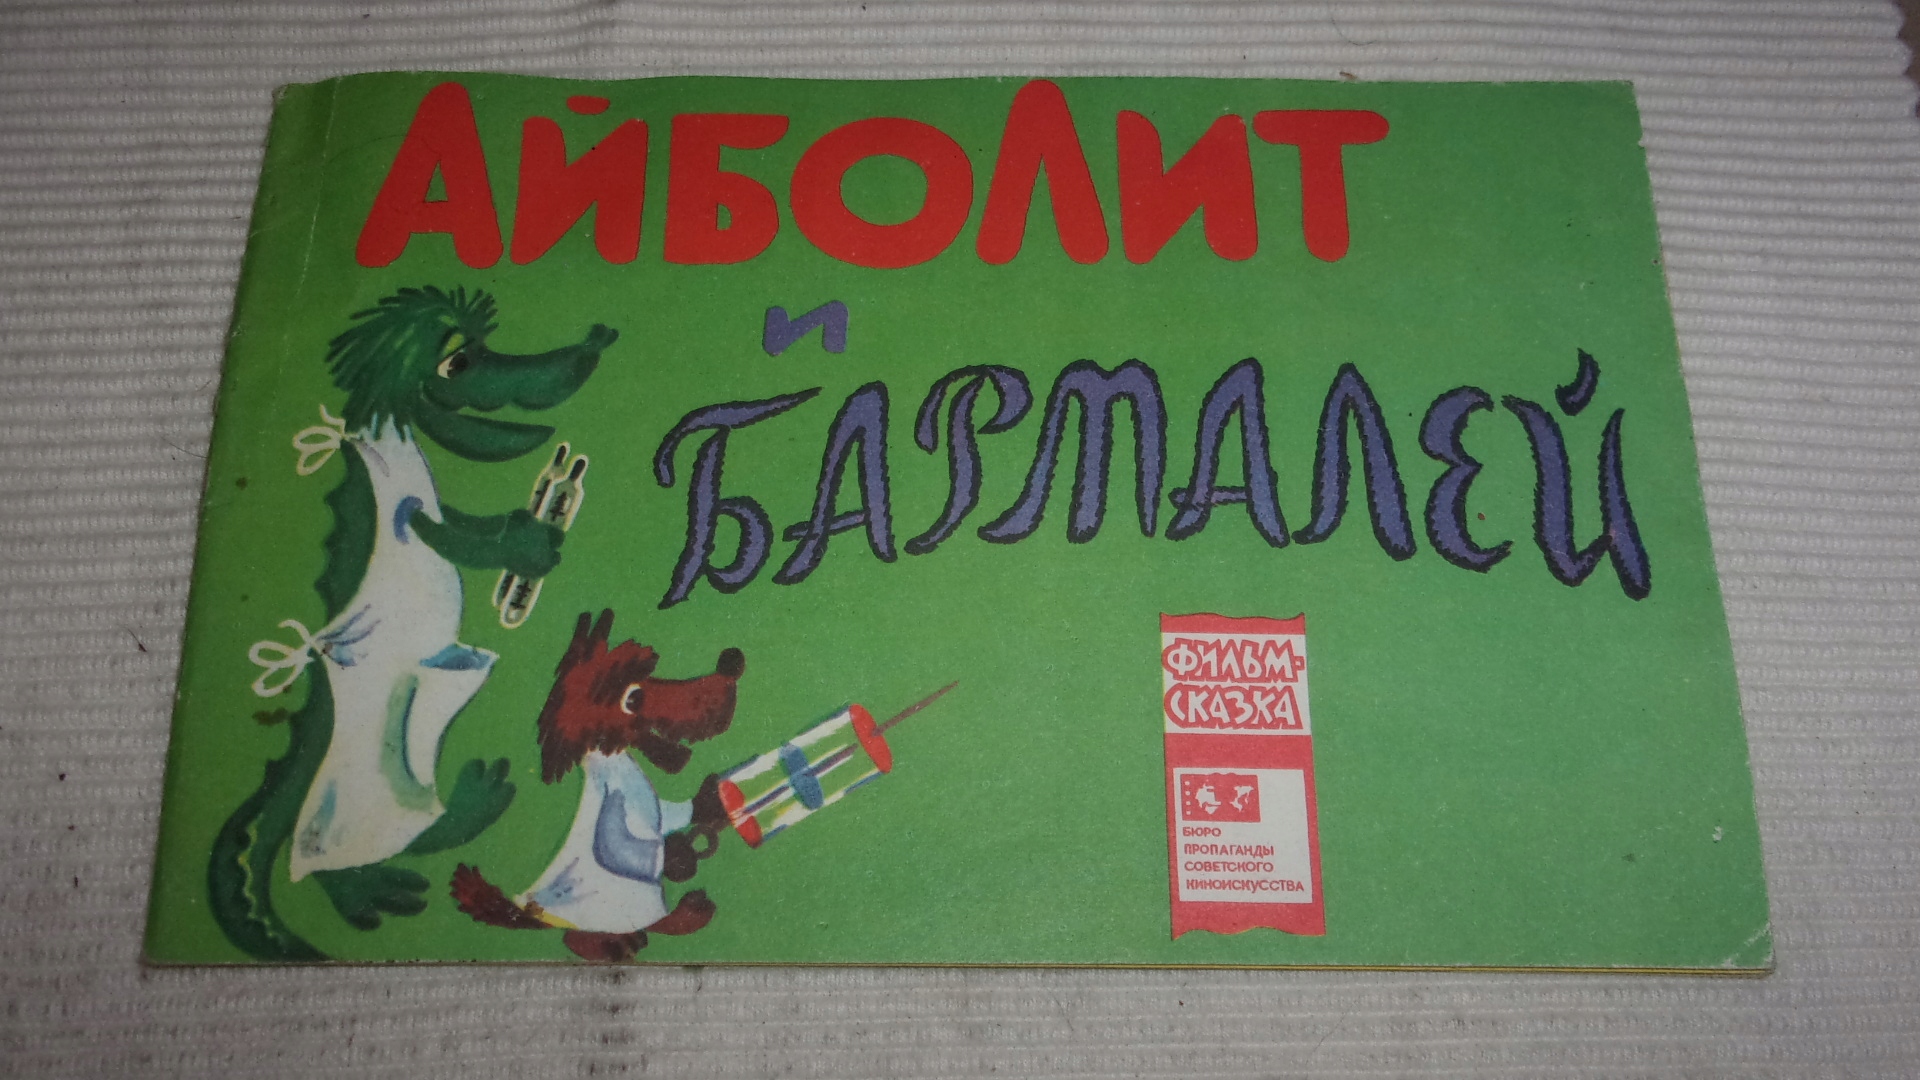 АЙБОЛИТ
И
БАРМАЛЕЙ
ФИЛЬМ-
СКАЗКА
БЮРО
ПРОПАГАНДЫ
СОВЕТСКОГО
КИНОИСКУССТВА